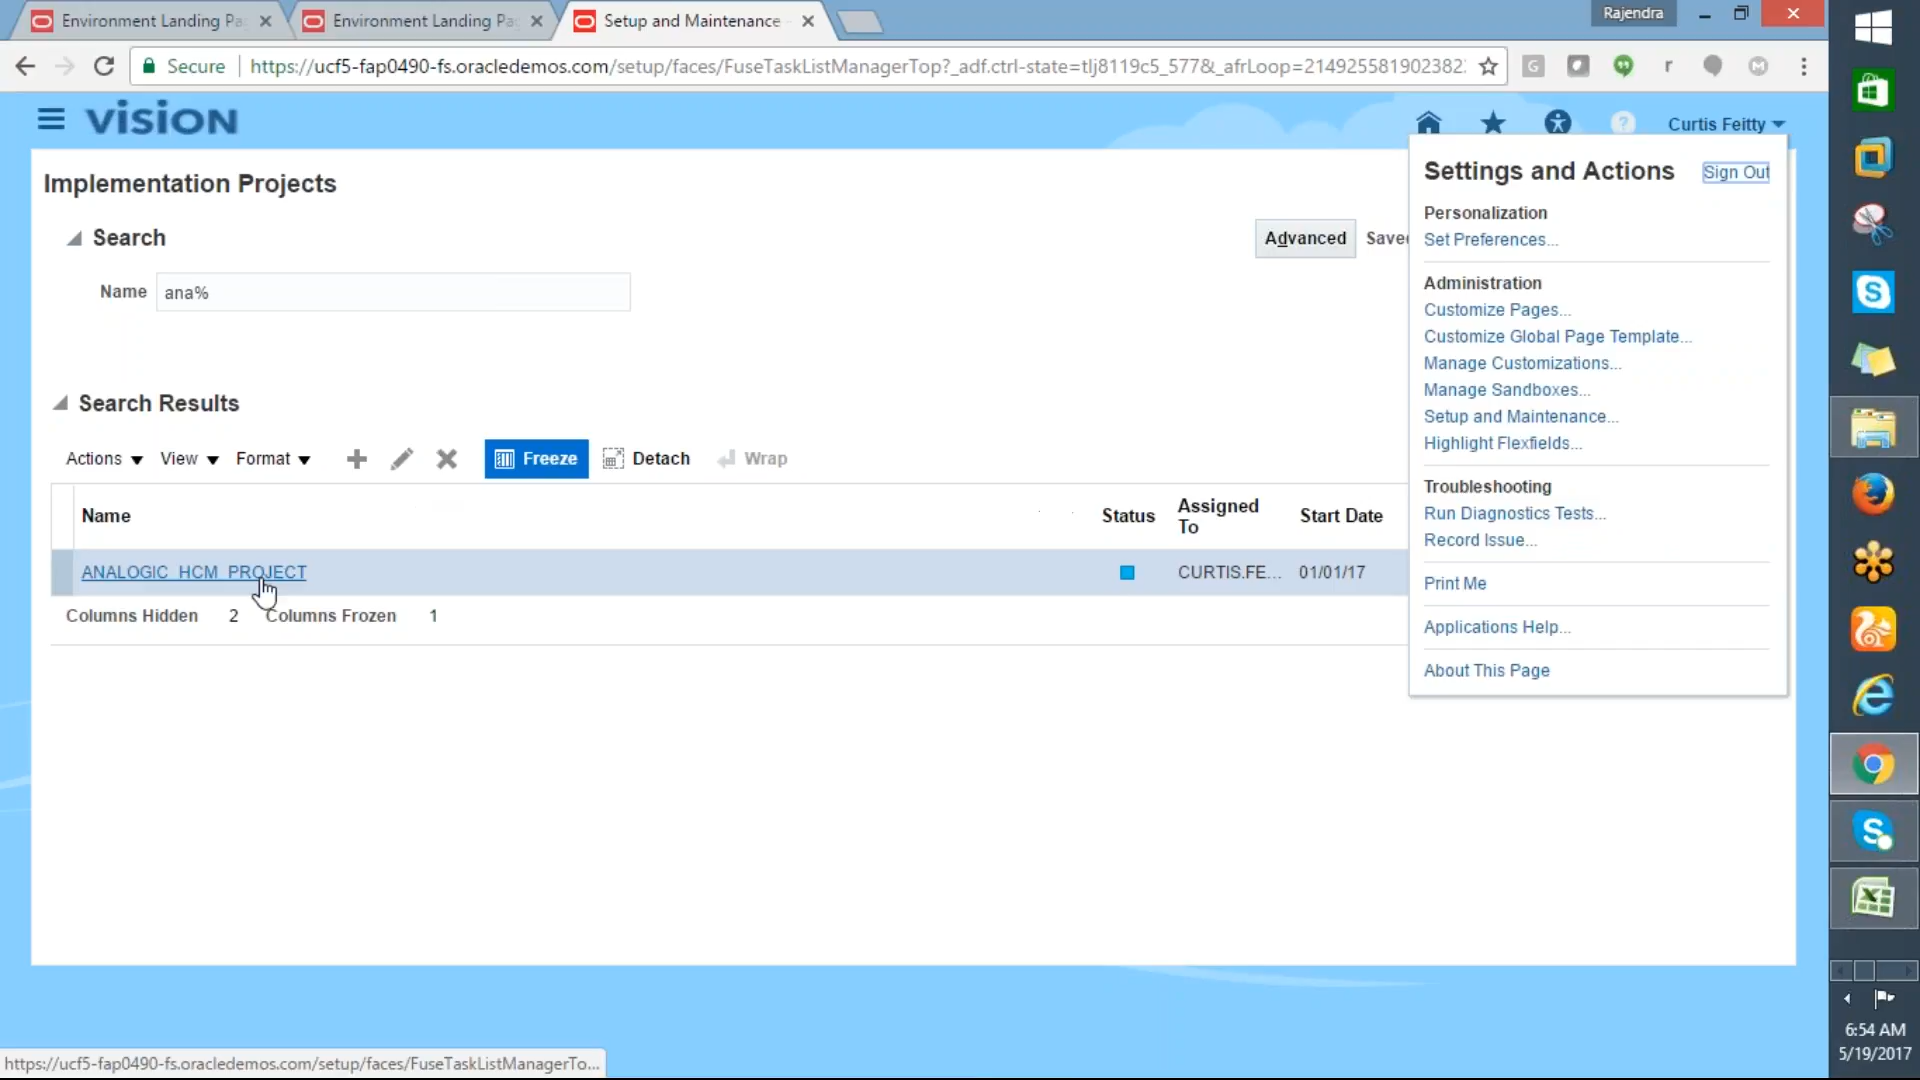 Environment Landing Pa
Environment Landing Pa
Setup and Maintenance
Rajendra
Secure
https://ucf5-fap0490-fs.oracledemos.com/setup/faces/FuseTaskListManagerTop?_adf.ctrl-state=tlj8119c5_577&_afrLoop=214925581902382
vision
Curtis Feitty
Implementation Projects
Search
Advanced
Saved
Name
ana%
Search Results
Actions View Format
Freeze
Detach
Wrap
Name
Status
Assigned To
Start Date
ANALOGIC_HCM_PROJECT
CURTIS.FE...
01/01/17
Columns Hidden 2 Columns Frozen 1
Settings and Actions
Sign Out
Personalization
Set Preferences...
Administration
Customize Pages...
Customize Global Page Template...
Manage Customizations...
Manage Sandboxes...
Setup and Maintenance...
Highlight Flexfields...
Troubleshooting
Run Diagnostics Tests...
Record Issue...
Print Me
Applications Help...
About This Page
https://ucf5-fap0490-fs.oracledemos.com/setup/faces/FuseTaskListManagerTo...
6:54 AM
5/19/2017